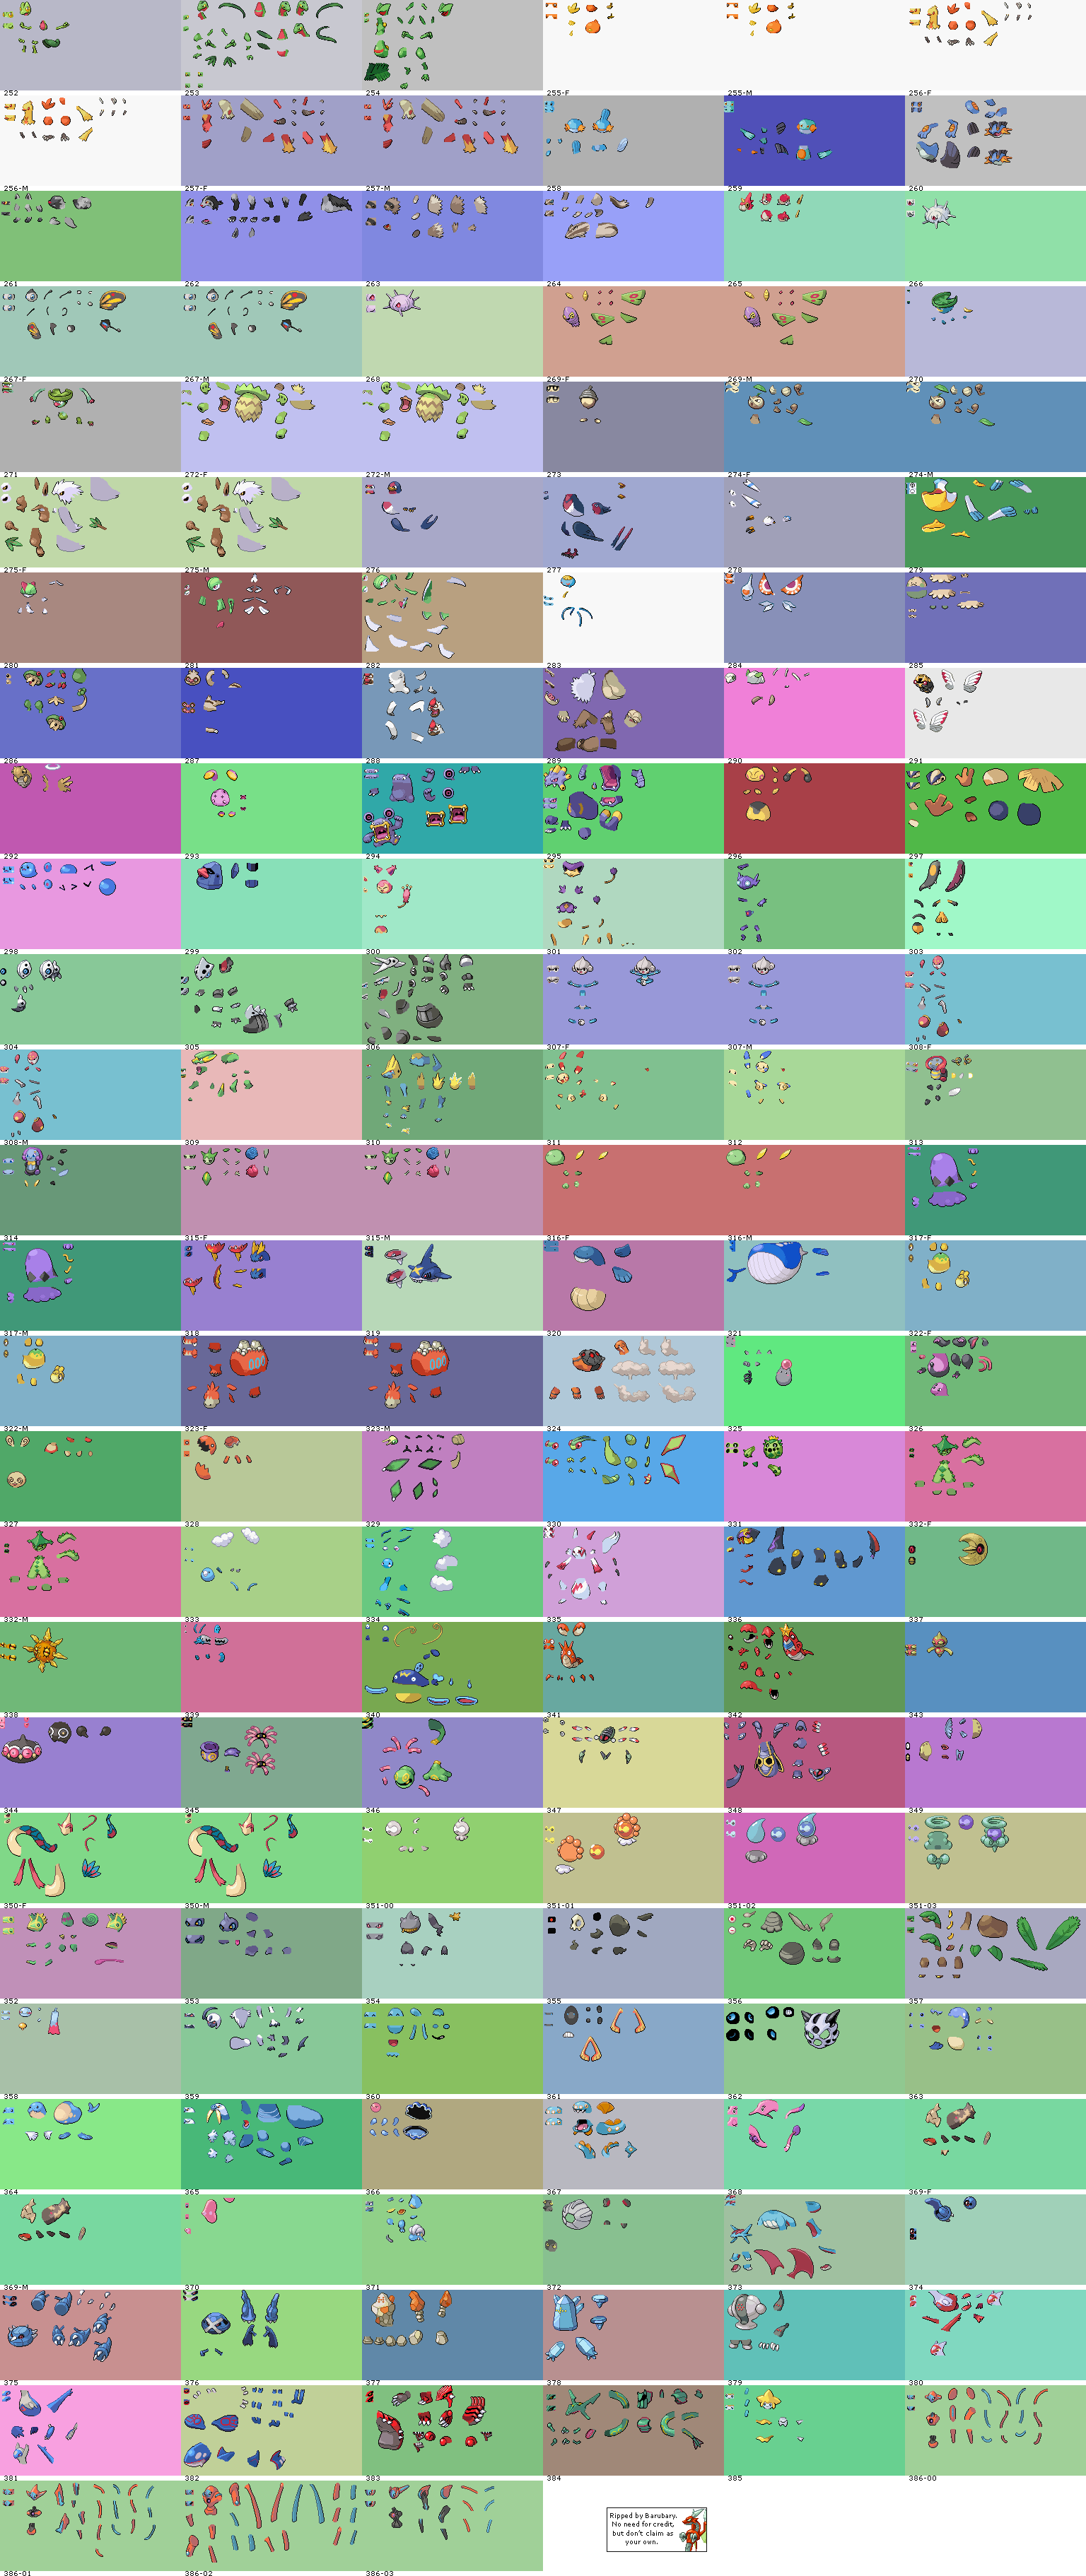 252 253 254 255-F 255-M 256-F
256-M 257-F 257-M 258 259 260
261 262 263 264 265 266
267-F 267-M 268 269-F 269-M 270
271 272-F 272-M 273 274-F 274-M
275-F 275-M 276 277 278 279
280 281 282 283 284 285
286 287 288 289 290 291
292 293 294 295 296 297
298 299 300 301 302 303
304 305 306 307-F 307-M 308-F
308-M 309 310 311 312 313
314 315-F 315-M 316-F 316-M 317-F
317-M 318 319 320 321 322-F
322-M 323-F 323-M 324 325 326
327 328 329 330 331 332-F
332-M 333 334 335 336 337
338 339 340 341 342 343
344 345 346 347 348 349
350-F 350-M 351-00 351-01 351-02 351-03
352 353 354 355 356 357
358 359 360 361 362 363
364 365 366 367 368 369-F
369-M 370 371 372 373 374
375 376 377 378 379 380
381 382 383 384 385 386-00
Ripped by Barubary.
No need for credit,
but don't claim as
your own.
386-01 386-02 386-03